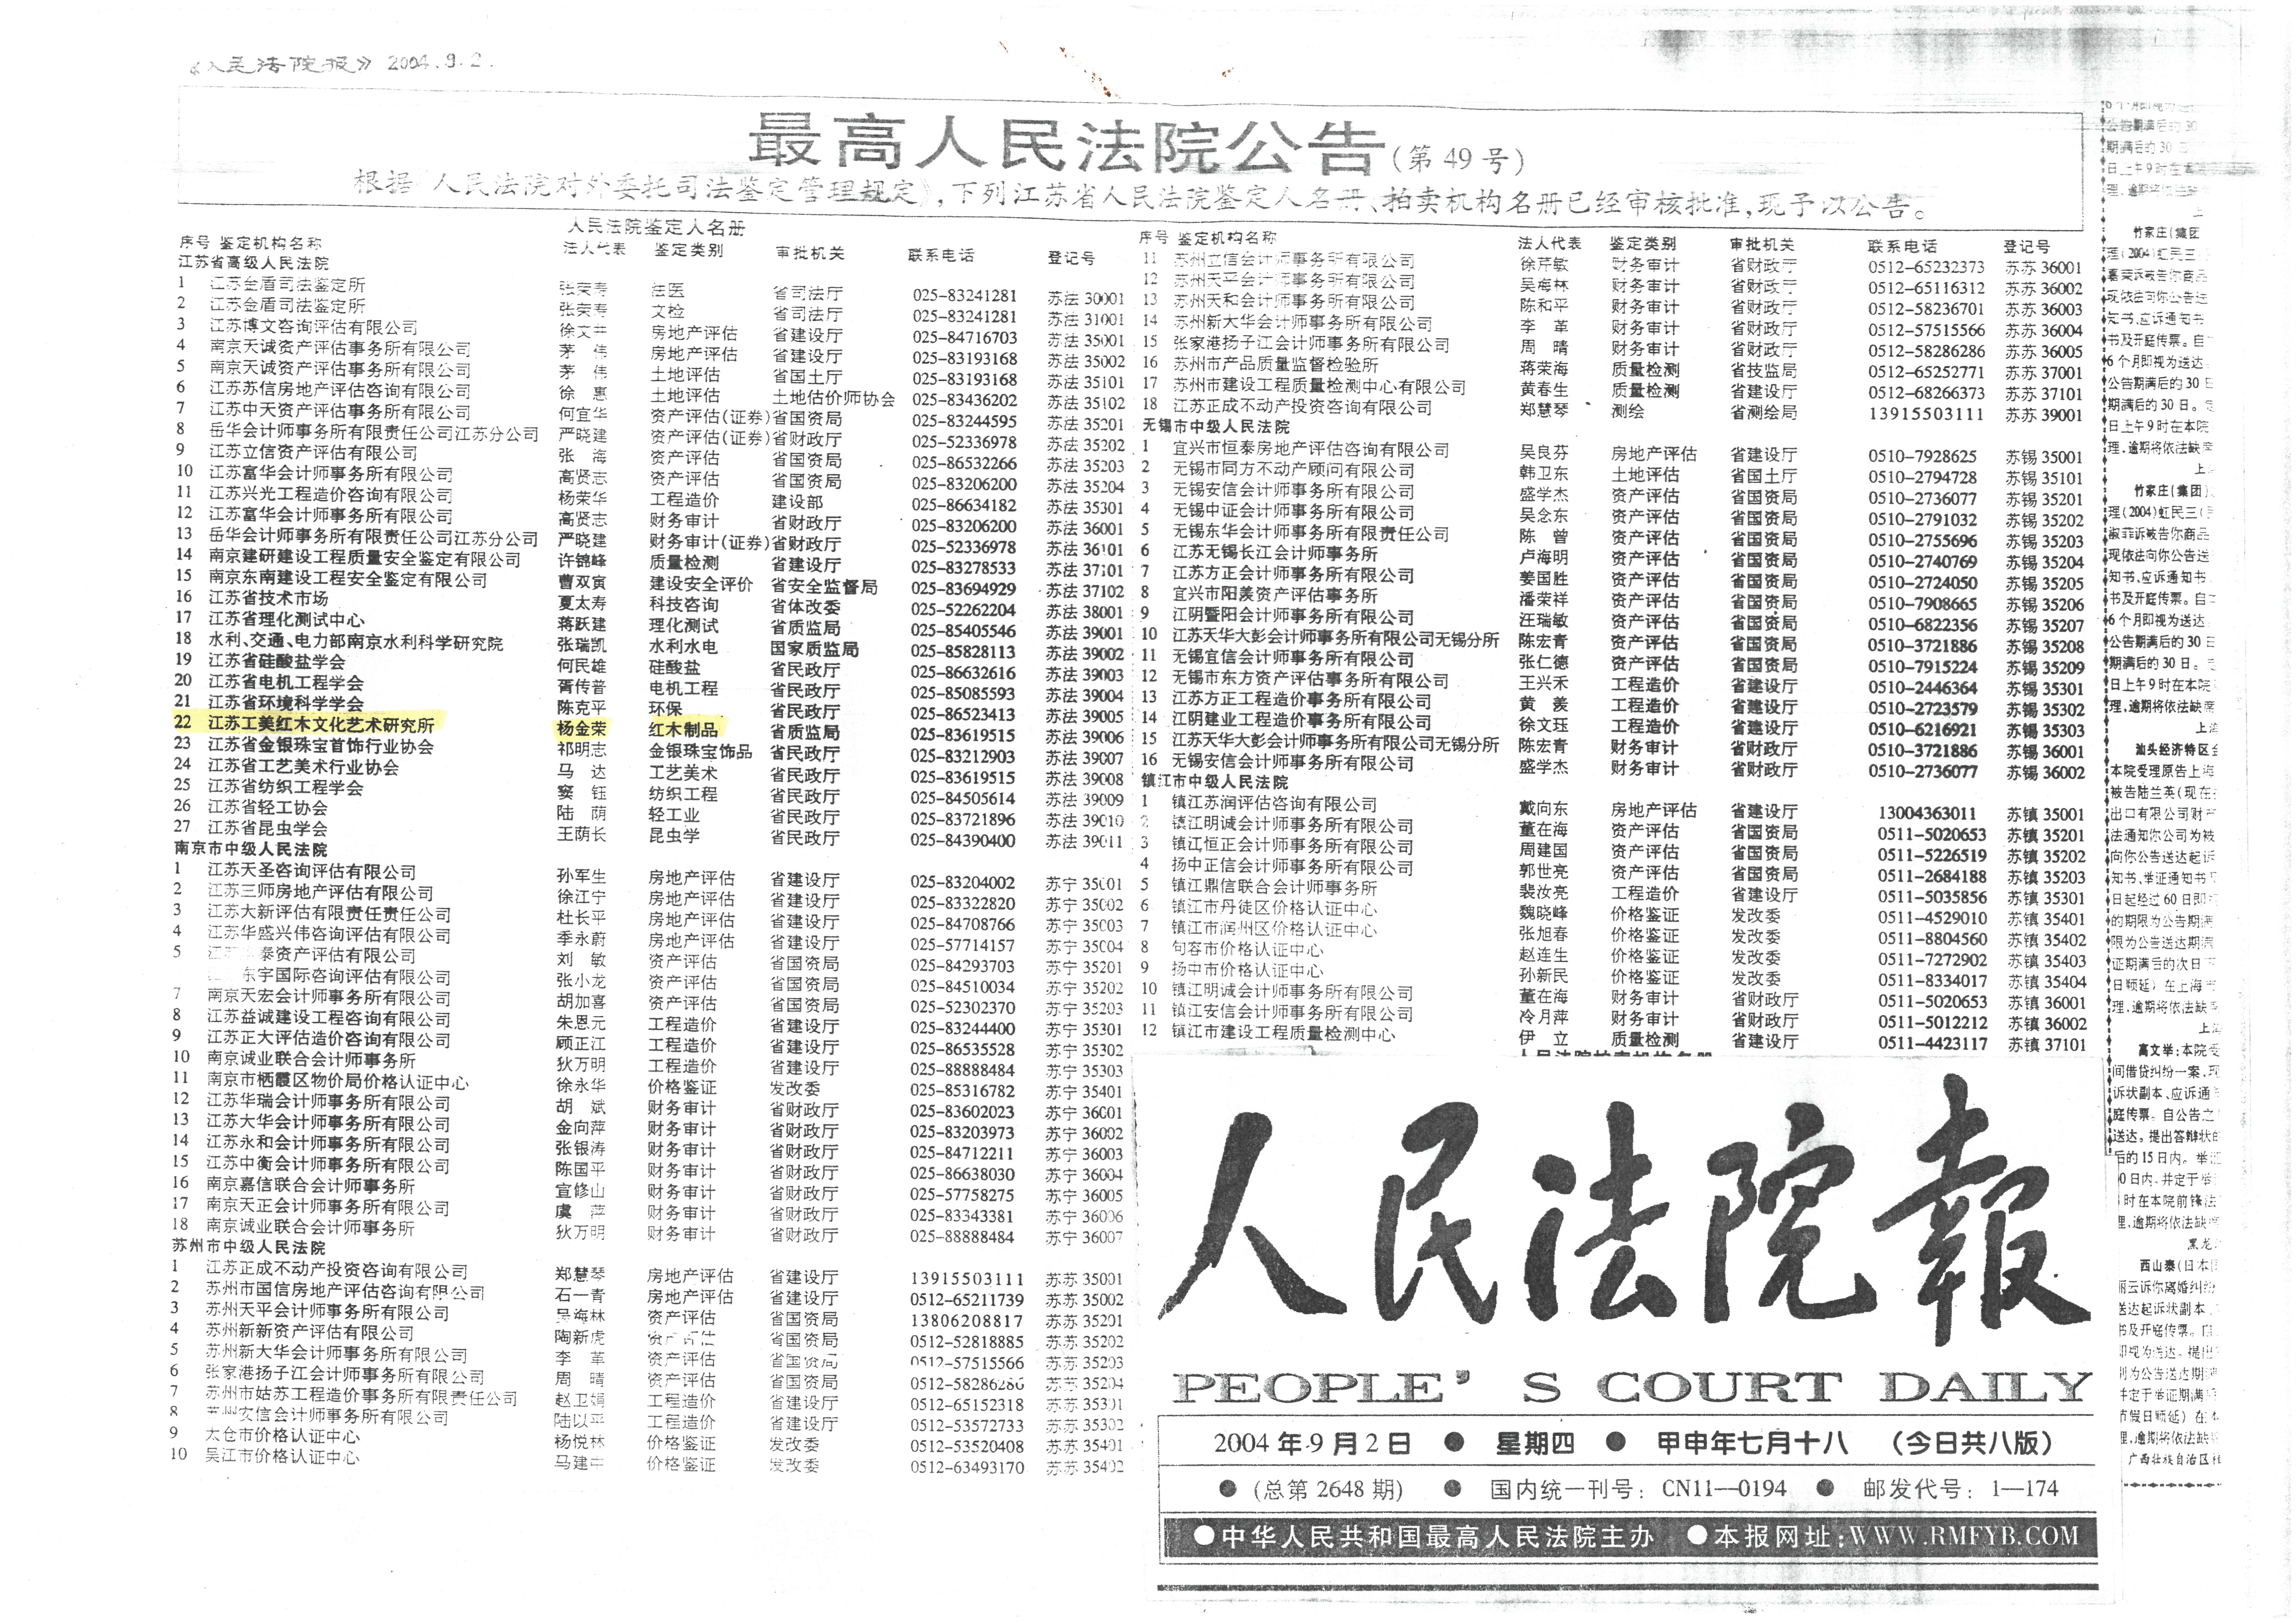 《人民法院报》 2004.9.2.
最高人民法院公告(第 49 号)
根据《人民法院对外委托司法鉴定管理规定》,下列江苏省人民法院鉴定人名册、拍卖机构名册已经审核批准,现予以公告。
人民法院鉴定人名册
序号 鉴定机构名称 法人代表 鉴定类别 审批机关 联系电话 登记号
江苏省高级人民法院
1 江苏金盾司法鉴定所 张荣寿 法医 省司法厅 025-83241281 苏法 30001
2 江苏金盾司法鉴定所 张荣寿 文检 省司法厅 025-83241281 苏法 31001
3 江苏博文咨询评估有限公司 徐文中 房地产评估 省建设厅 025-84716703 苏法 35001
4 南京天诚资产评估事务所有限公司 茅 伟 房地产评估 省建设厅 025-83193168 苏法 35002
5 南京天诚资产评估事务所有限公司 茅 伟 土地评估 省国土厅 025-83193168 苏法 35101
6 江苏苏信房地产评估咨询有限公司 徐 惠 土地评估 土地估价师协会 025-83436202 苏法 35102
7 江苏中天资产评估事务所有限公司 何宜华 资产评估(证券) 省国资局 025-83244595 苏法 35201
8 岳华会计师事务所有限责任公司江苏分公司 严晓建 资产评估(证券) 省财政厅 025-52336978 苏法 35202
9 江苏立信资产评估有限公司 张 海 资产评估 省国资局 025-86532266 苏法 35203
10 江苏富华会计师事务所有限公司 高贤志 资产评估 省国资局 025-83206200 苏法 35204
11 江苏兴光工程造价咨询有限公司 杨荣华 工程造价 建设部 025-86634182 苏法 35301
12 江苏富华会计师事务所有限公司 高贤志 财务审计 省财政厅 025-83206200 苏法 36001
13 岳华会计师事务所有限责任公司江苏分公司 严晓建 财务审计(证券) 省财政厅 025-52336978 苏法 36101
14 南京建研建设工程质量安全鉴定有限公司 许锦峰 质量检测 省建设厅 025-83278533 苏法 37101
15 南京东南建设工程安全鉴定有限公司 曹双寅 建设安全评价 省安全监督局 025-83694929 苏法 37102
16 江苏省技术市场 夏太寿 科技咨询 省体改委 025-52262204 苏法 38001
17 江苏省理化测试中心 蒋跃建 理化测试 省质监局 025-85405546 苏法 39001
18 水利、交通、电力部南京水利科学研究院 张瑞凯 水利水电 国家质监局 025-85828113 苏法 39002
19 江苏省硅酸盐学会 何民雄 硅酸盐 省民政厅 025-86632616 苏法 39003
20 江苏省电机工程学会 胥传普 电机工程 省民政厅 025-85085593 苏法 39004
21 江苏省环境科学学会 陈克平 环保 省民政厅 025-86523413 苏法 39005
22 江苏工美红木文化艺术研究所 杨金荣 红木制品 省质监局 025-83619515 苏法 39006
23 江苏省金银珠宝首饰行业协会 祁明志 金银珠宝饰品 省民政厅 025-83212903 苏法 39007
24 江苏省工艺美术行业协会 马 达 工艺美术 省民政厅 025-83619515 苏法 39008
25 江苏省纺织工程学会 窦 钰 纺织工程 省民政厅 025-84505614 苏法 39009
26 江苏省轻工协会 陆 荫 轻工业 省民政厅 025-83721896 苏法 39010
27 江苏省昆虫学会 王荫长 昆虫学 省民政厅 025-84390400 苏法 39011
南京市中级人民法院
1 江苏天圣咨询评估有限公司 孙军生 房地产评估 省建设厅 025-83204002 苏宁 35001
2 江苏三师房地产评估有限公司 徐江宁 房地产评估 省建设厅 025-83322820 苏宁 35002
3 江苏大新评估有限责任责任公司 杜长平 房地产评估 省建设厅 025-84708766 苏宁 35003
4 江苏华盛兴伟咨询评估有限公司 季永蔚 房地产评估 省建设厅 025-57714157 苏宁 35004
5 江 泰资产评估有限公司 刘 敏 资产评估 省国资局 025-84293703 苏宁 35201
东宇国际咨询评估有限公司 张小龙 资产评估 省国资局 025-84510034 苏宁 35202
7 南京天宏会计师事务所有限公司 胡加喜 资产评估 省国资局 025-52302370 苏宁 35203
8 江苏益诚建设工程咨询有限公司 朱恩元 工程造价 省建设厅 025-83244400 苏宁 35301
9 江苏正大评估造价咨询有限公司 顾正江 工程造价 省建设厅 025-86535528 苏宁 35302
10 南京诚业联合会计师事务所 狄万明 工程造价 省建设厅 025-88888484 苏宁 35303
11 南京市栖霞区物价局价格认证中心 徐永华 价格鉴证 发改委 025-85316782 苏宁 35401
12 江苏华瑞会计师事务所有限公司 胡 斌 财务审计 省财政厅 025-83602023 苏宁 36001
13 江苏大华会计师事务所有限公司 金向萍 财务审计 省财政厅 025-83203973 苏宁 36002
14 江苏永和会计师事务所有限公司 张银涛 财务审计 省财政厅 025-84712211 苏宁 36003
15 江苏中衡会计师事务所有限公司 陈国平 财务审计 省财政厅 025-86638030 苏宁 36004
16 南京嘉信联合会计师事务所 宣修山 财务审计 省财政厅 025-57758275 苏宁 36005
17 南京天正会计师事务所有限公司 虞 萍 财务审计 省财政厅 025-83343381 苏宁 36006
18 南京诚业联合会计师事务所 狄万明 财务审计 省财政厅 025-88888484 苏宁 36007
苏州市中级人民法院
1 江苏正成不动产投资咨询有限公司 郑慧琴 房地产评估 省建设厅 13915503111 苏苏 35001
2 苏州市国信房地产评估咨询有限公司 石一青 房地产评估 省建设厅 0512-65211739 苏苏 35002
3 苏州天平会计师事务所有限公司 吴海林 资产评估 省国资局 13806208817 苏苏 35201
4 苏州新新资产评估有限公司 陶新虎 资产评估 省国资局 0512-52818885 苏苏 35202
5 苏州新大华会计师事务所有限公司 李 革 资产评估 省国资局 0512-57515566 苏苏 35203
6 张家港扬子江会计师事务所有限公司 周 晴 资产评估 省国资局 0512-58286286 苏苏 35204
7 苏州市姑苏工程造价事务所有限责任公司 赵卫娟 工程造价 省建设厅 0512-65152318 苏苏 35301
8 苏州安信会计师事务所有限公司 陆以平 工程造价 省建设厅 0512-53572733 苏苏 35302
9 太仓市价格认证中心 杨悦林 价格鉴证 发改委 0512-53520408 苏苏 35401
10 吴江市价格认证中心 马建中 价格鉴证 发改委 0512-63493170 苏苏 35402
序号 鉴定机构名称 法人代表 鉴定类别 审批机关 联系电话 登记号
11 苏州立信会计师事务所有限公司 徐芹敏 财务审计 省财政厅 0512-65232373 苏苏 36001
12 苏州天平会计师事务所有限公司 吴海林 财务审计 省财政厅 0512-65116312 苏苏 36002
13 苏州天和会计师事务所有限公司 陈和平 财务审计 省财政厅 0512-58236701 苏苏 36003
14 苏州新大华会计师事务所有限公司 李 革 财务审计 省财政厅 0512-57515566 苏苏 36004
15 张家港扬子江会计师事务所有限公司 周 晴 财务审计 省财政厅 0512-58286286 苏苏 36005
16 苏州市产品质量监督检验所 蒋荣海 质量检测 省技监局 0512-65252771 苏苏 37001
17 苏州市建设工程质量检测中心有限公司 黄春生 质量检测 省建设厅 0512-68266373 苏苏 37101
18 江苏正成不动产投资咨询有限公司 郑慧琴 测绘 省测绘局 13915503111 苏苏 39001
无锡市中级人民法院
1 宜兴市恒泰房地产评估咨询有限公司 吴良芬 房地产评估 省建设厅 0510-7928625 苏锡 35001
2 无锡市同方不动产顾问有限公司 韩卫东 土地评估 省国土厅 0510-2794728 苏锡 35101
3 无锡安信会计师事务所有限公司 盛学杰 资产评估 省国资局 0510-2736077 苏锡 35201
4 无锡中证会计师事务所有限公司 吴念东 资产评估 省国资局 0510-2791032 苏锡 35202
5 无锡东华会计师事务所有限责任公司 陈 曾 资产评估 省国资局 0510-2755696 苏锡 35203
6 江苏无锡长江会计师事务所 卢海明 资产评估 省国资局 0510-2740769 苏锡 35204
7 江苏方正会计师事务所有限公司 姜国胜 资产评估 省国资局 0510-2724050 苏锡 35205
8 宜兴市阳羡资产评估事务所 潘荣祥 资产评估 省国资局 0510-7908665 苏锡 35206
9 江阴暨阳会计师事务所有限公司 汪瑞敏 资产评估 省国资局 0510-6822356 苏锡 35207
10 江苏天华大彭会计师事务所有限公司无锡分所 陈宏青 资产评估 省国资局 0510-3721886 苏锡 35208
11 无锡宜信会计师事务所有限公司 张仁德 资产评估 省国资局 0510-7915224 苏锡 35209
12 无锡市东方资产评估事务所有限公司 王兴禾 工程造价 省建设厅 0510-2446364 苏锡 35301
13 江苏方正工程造价事务所有限公司 黄 羡 工程造价 省建设厅 0510-2723579 苏锡 35302
14 江阴建业工程造价事务所有限公司 徐文珏 工程造价 省建设厅 0510-6216921 苏锡 35303
15 江苏天华大彭会计师事务所有限公司无锡分所 陈宏青 财务审计 省财政厅 0510-3721886 苏锡 36001
16 无锡安信会计师事务所有限公司 盛学杰 财务审计 省财政厅 0510-2736077 苏锡 36002
镇江市中级人民法院
1 镇江苏润评估咨询有限公司 戴向东 房地产评估 省建设厅 13004363011 苏镇 35001
2 镇江明诚会计师事务所有限公司 董在海 资产评估 省国资局 0511-5020653 苏镇 35201
3 镇江恒正会计师事务所有限公司 周建国 资产评估 省国资局 0511-5226519 苏镇 35202
4 扬中正信会计师事务所有限公司 郭世亮 资产评估 省国资局 0511-2684188 苏镇 35203
5 镇江鼎信联合会计师事务所 裴汝亮 工程造价 省建设厅 0511-5035856 苏镇 35301
6 镇江市丹徒区价格认证中心 魏晓峰 价格鉴证 发改委 0511-4529010 苏镇 35401
7 镇江市润州区价格认证中心 张旭春 价格鉴证 发改委 0511-8804560 苏镇 35402
8 句容市价格认证中心 赵连生 价格鉴证 发改委 0511-7272902 苏镇 35403
9 扬中市价格认证中心 孙新民 价格鉴证 发改委 0511-8334017 苏镇 35404
10 镇江明诚会计师事务所有限公司 董在海 财务审计 省财政厅 0511-5020653 苏镇 36001
11 镇江安信会计师事务所有限公司 冷月萍 财务审计 省财政厅 0511-5012212 苏镇 36002
12 镇江市建设工程质量检测中心 伊 立 质量检测 省建设厅 0511-4423117 苏镇 37101
人民法院報
PEOPLE'S COURT DAILY
2004 年 9 月 2 日 ● 星期四 ● 甲申年七月十八 (今日共八版)
● (总第 2648 期) ● 国内统一刊号: CN11—0194 ● 邮发代号: 1—174
●中华人民共和国最高人民法院主办 ●本报网址:WWW.RMFYB.COM
公告期满后的 30
期满后的 30
日上午 9 时在本
理,逾期将依法缺
竹家庄(集团
理(2004)虹民三
现依法向你公告送
知书,应诉通知书
书及开庭传票。自
6 个月即视为送达
公告期满后的 30 日
期满后的 30 日。
日上午 9 时在本院
理,逾期将依法缺席
竹家庄(集团)
理(2004)虹民三(
诉被告你商品
现依法向你公告送
知书,应诉通知书
书及开庭传票。自
6 个月即视为送达
公告期满后的 30 日
期满后的 30 日。
日上午 9 时在本院
理,逾期将依法缺席
汕头经济特区
本院受理原告上海
被告陆兰英(现在
出口有限公司财产
法通知你公司为被
向你公告送达起诉
知书、举证通知书
日起经过 60 日即
的期限为公告期满
限为公告送达期满
证期满后的次日
日顺延)在上海
理,逾期将依法缺席
高文举:本院受
间借贷纠纷一案,现
诉状副本、应诉通
庭传票。自公告之
送达。提出答辩状的
后的 15 日内。举证
0 日内,并定于举
时在本院前锋法
理,逾期将依法缺席
黑龙
西山泰(日本
丽云诉你离婚纠纷
送达起诉状副本、
书及开庭传票。自
即视为送达。提出
别为公告送达期满
并定于举证期满
节假日顺延)在本
理,逾期将依法缺
广西壮族自治区